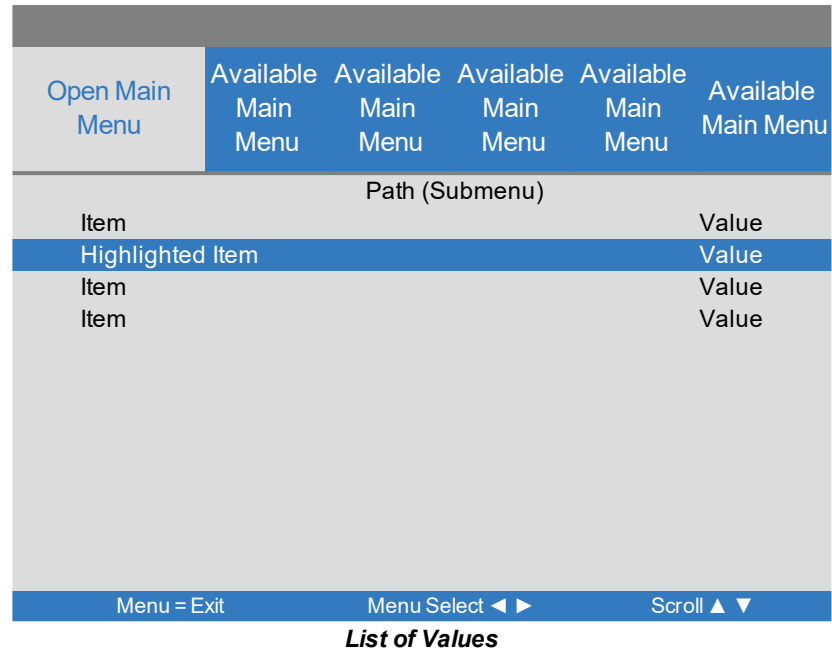 Open Main Menu
Available Main Menu
Available Main Menu
Available Main Menu
Available Main Menu
Available Main Menu
Path (Submenu)
Item Value
Highlighted Item Value
Item Value
Item Value
Menu = Exit Menu Select ◄ ► Scroll ▲ ▼
List of Values